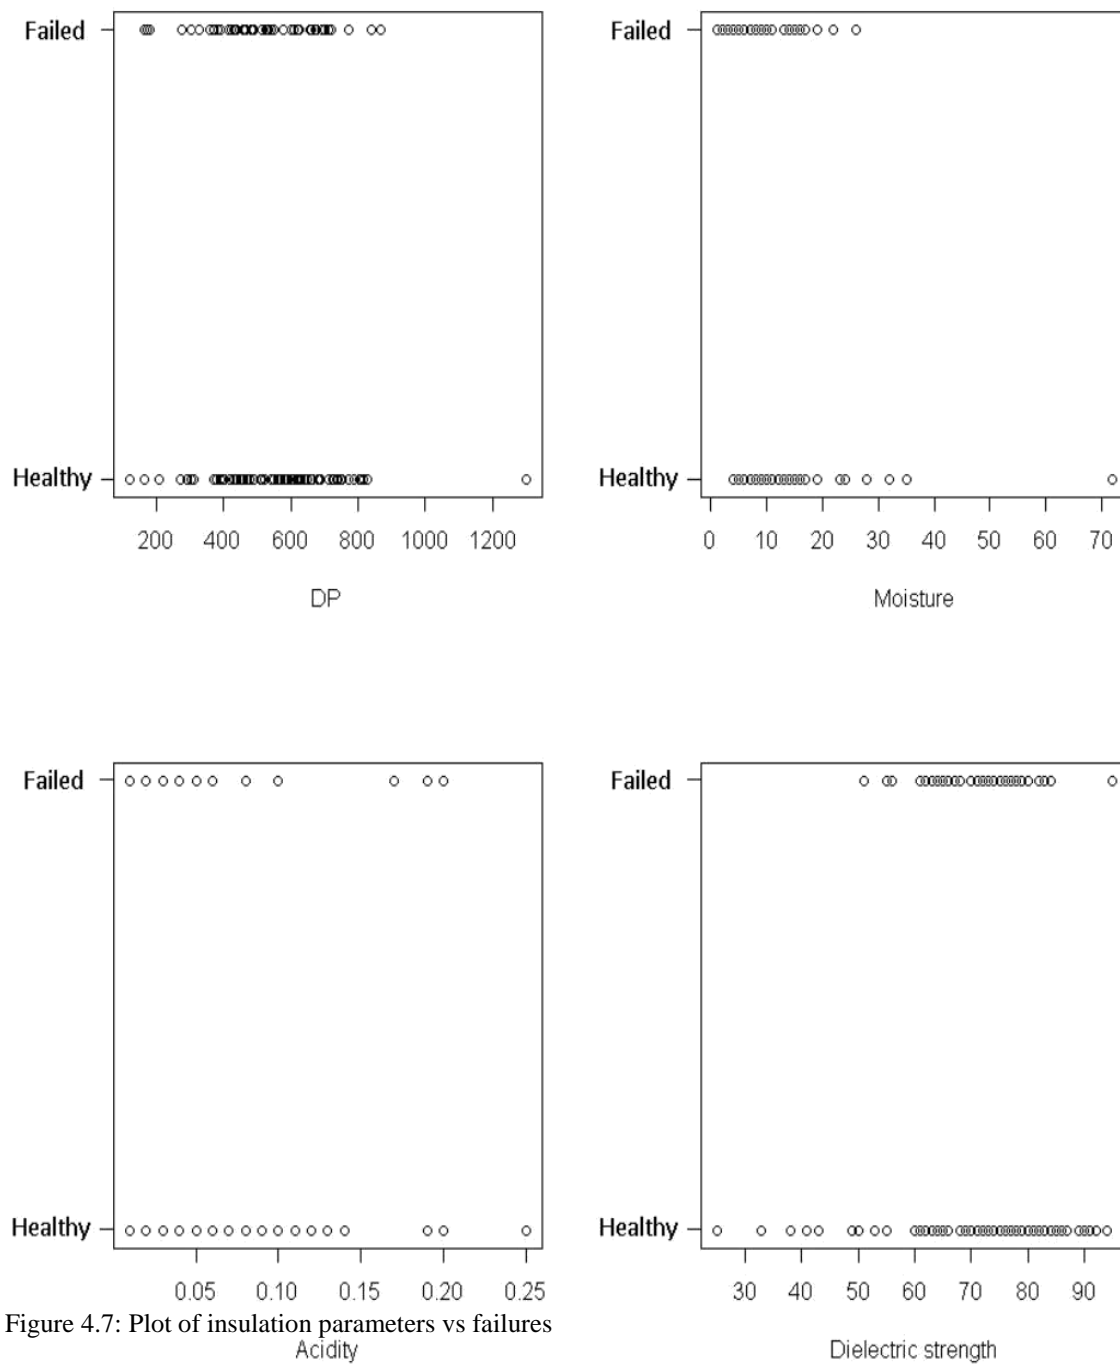 Failed
Healthy
200 400 600 800 1000 1200
DP
Failed
Healthy
0 10 20 30 40 50 60 70
Moisture
Failed
Healthy
0.05 0.10 0.15 0.20 0.25
Acidity
Failed
Healthy
30 40 50 60 70 80 90
Dielectric strength
Figure 4.7: Plot of insulation parameters vs failures